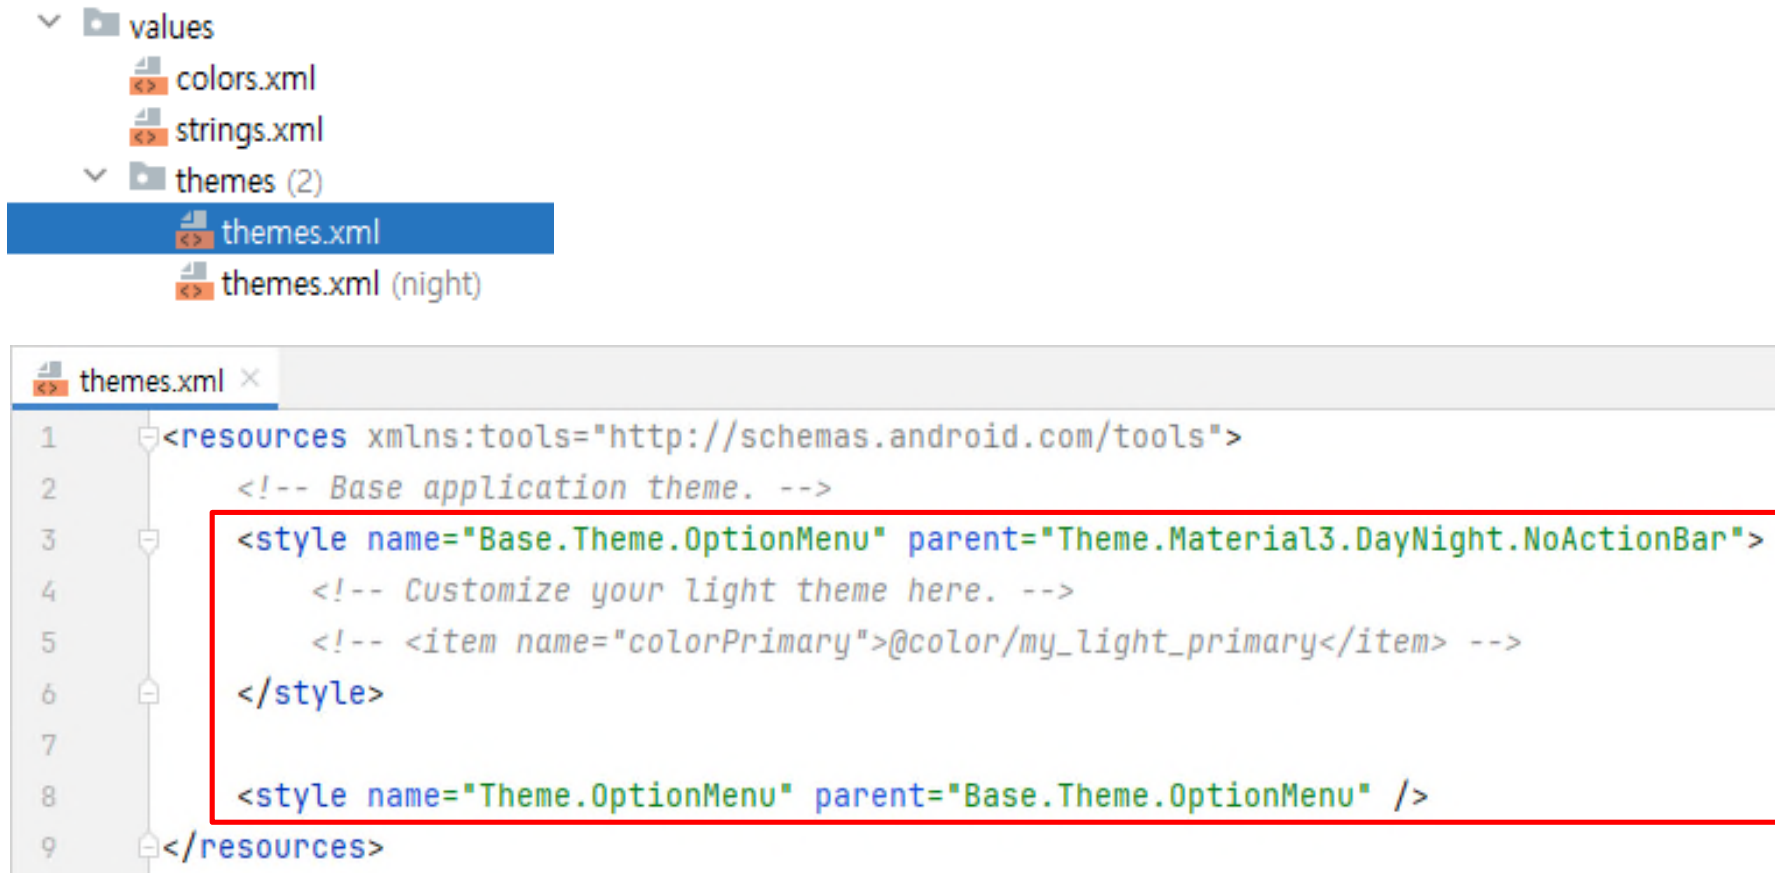 values
colors.xml
strings.xml
themes (2)
themes.xml
themes.xml (night)
themes.xml
1 <resources xmlns:tools="http://schemas.android.com/tools">
2 <!-- Base application theme. -->
3 <style name="Base.Theme.OptionMenu" parent="Theme.Material3.DayNight.NoActionBar">
4 <!-- Customize your light theme here. -->
5 <!-- <item name="colorPrimary">@color/my_light_primary</item> -->
6 </style>
7
8 <style name="Theme.OptionMenu" parent="Base.Theme.OptionMenu" />
9 </resources>